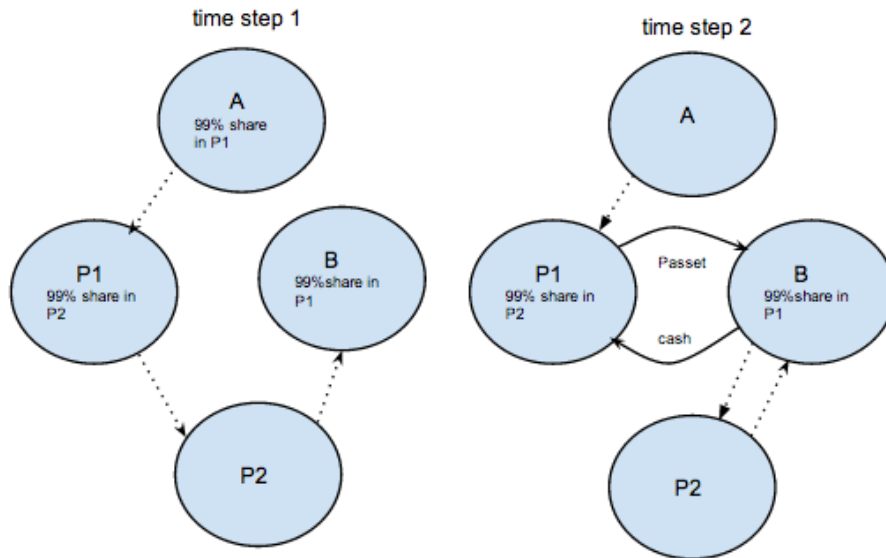 time step 1
time step 2
A
99% share
in P1
A
P1
99% share in
P2
B
99%share in
P1
P1
99% share in
P2
Passet
cash
B
99%share in
P1
P2
P2